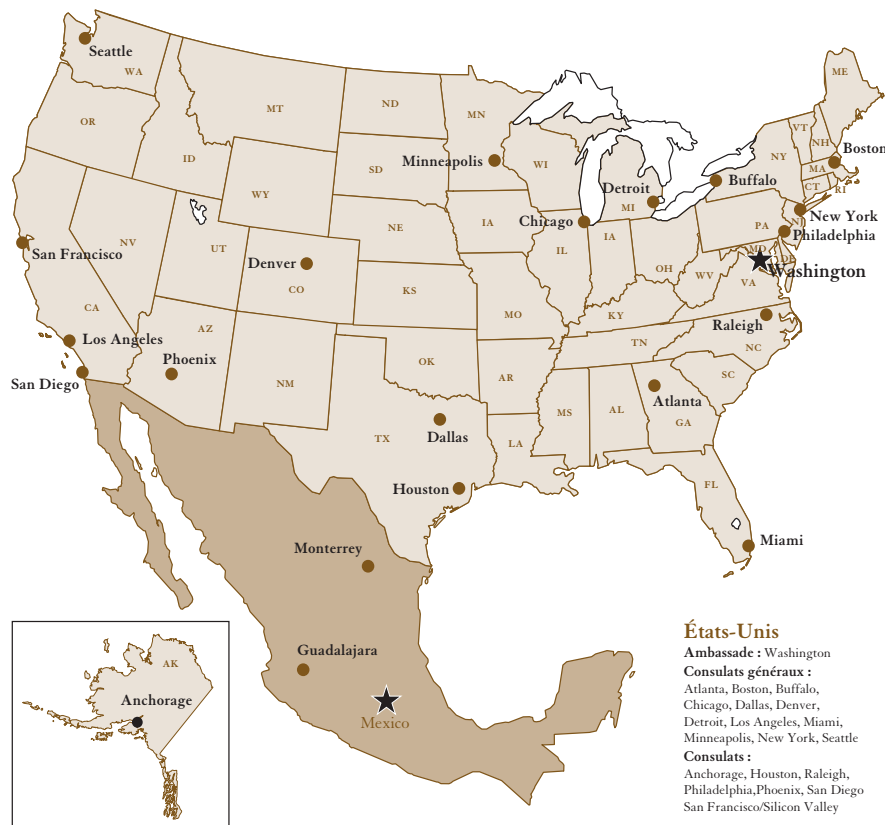 Seattle
WA
ME
MT
ND
MN
OR
VT
NH
Boston
ID
SD
Minneapolis
WI
NY
MA
WY
Detroit
Buffalo
CT
RI
MI
IA
Chicago
NJ
New York
NE
PA
Philadelphia
NV
San Francisco
UT
Denver
IL
IA
OH
MD
DE
Washington
CO
KS
WV
VA
CA
MO
KY
Raleigh
Los Angeles
AZ
TN
NC
Phoenix
OK
SC
San Diego
NM
AR
Atlanta
MS
AL
GA
TX
Dallas
LA
Houston
FL
Monterrey
Miami
Guadalajara
Mexico
AK
Anchorage
États-Unis
Ambassade : Washington
Consulats généraux :
Atlanta, Boston, Buffalo,
Chicago, Dallas, Denver,
Detroit, Los Angeles, Miami,
Minneapolis, New York, Seattle
Consulats :
Anchorage, Houston, Raleigh,
Philadelphia,Phoenix, San Diego
San Francisco/Silicon Valley